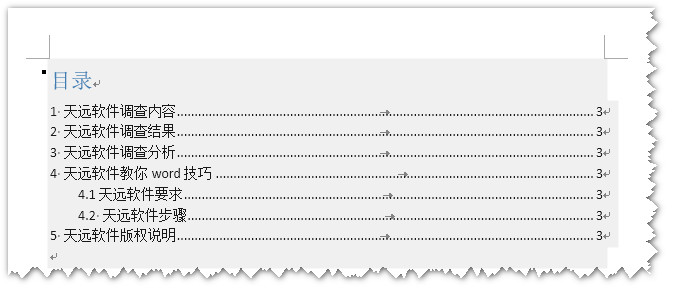 目录
1 天远软件调查内容........................................ 3
2 天远软件调查结果........................................ 3
3 天远软件调查分析........................................ 3
4 天远软件教你 word 技巧........................................ 3
4.1 天远软件要求........................................ 3
4.2 天远软件步骤........................................ 3
5 天远软件版权说明........................................ 3